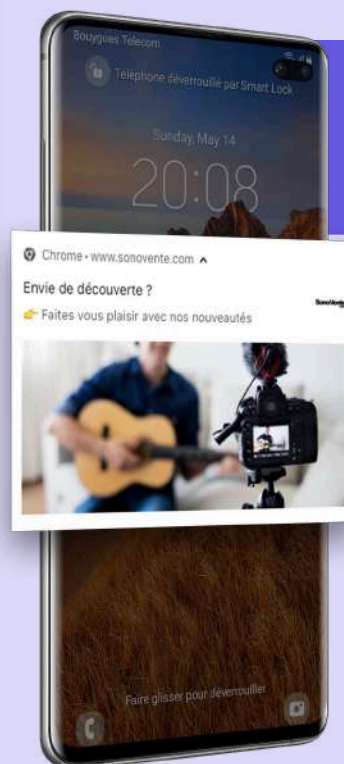 Bouygues Telecom
Téléphone déverrouillé par Smart Lock
Sunday, May 14
20:08
Chrome • www.sonovente.com
Envie de découverte ?
SonoVente
👉 Faites vous plaisir avec nos nouveautés
Faire glisser pour déverrouiller